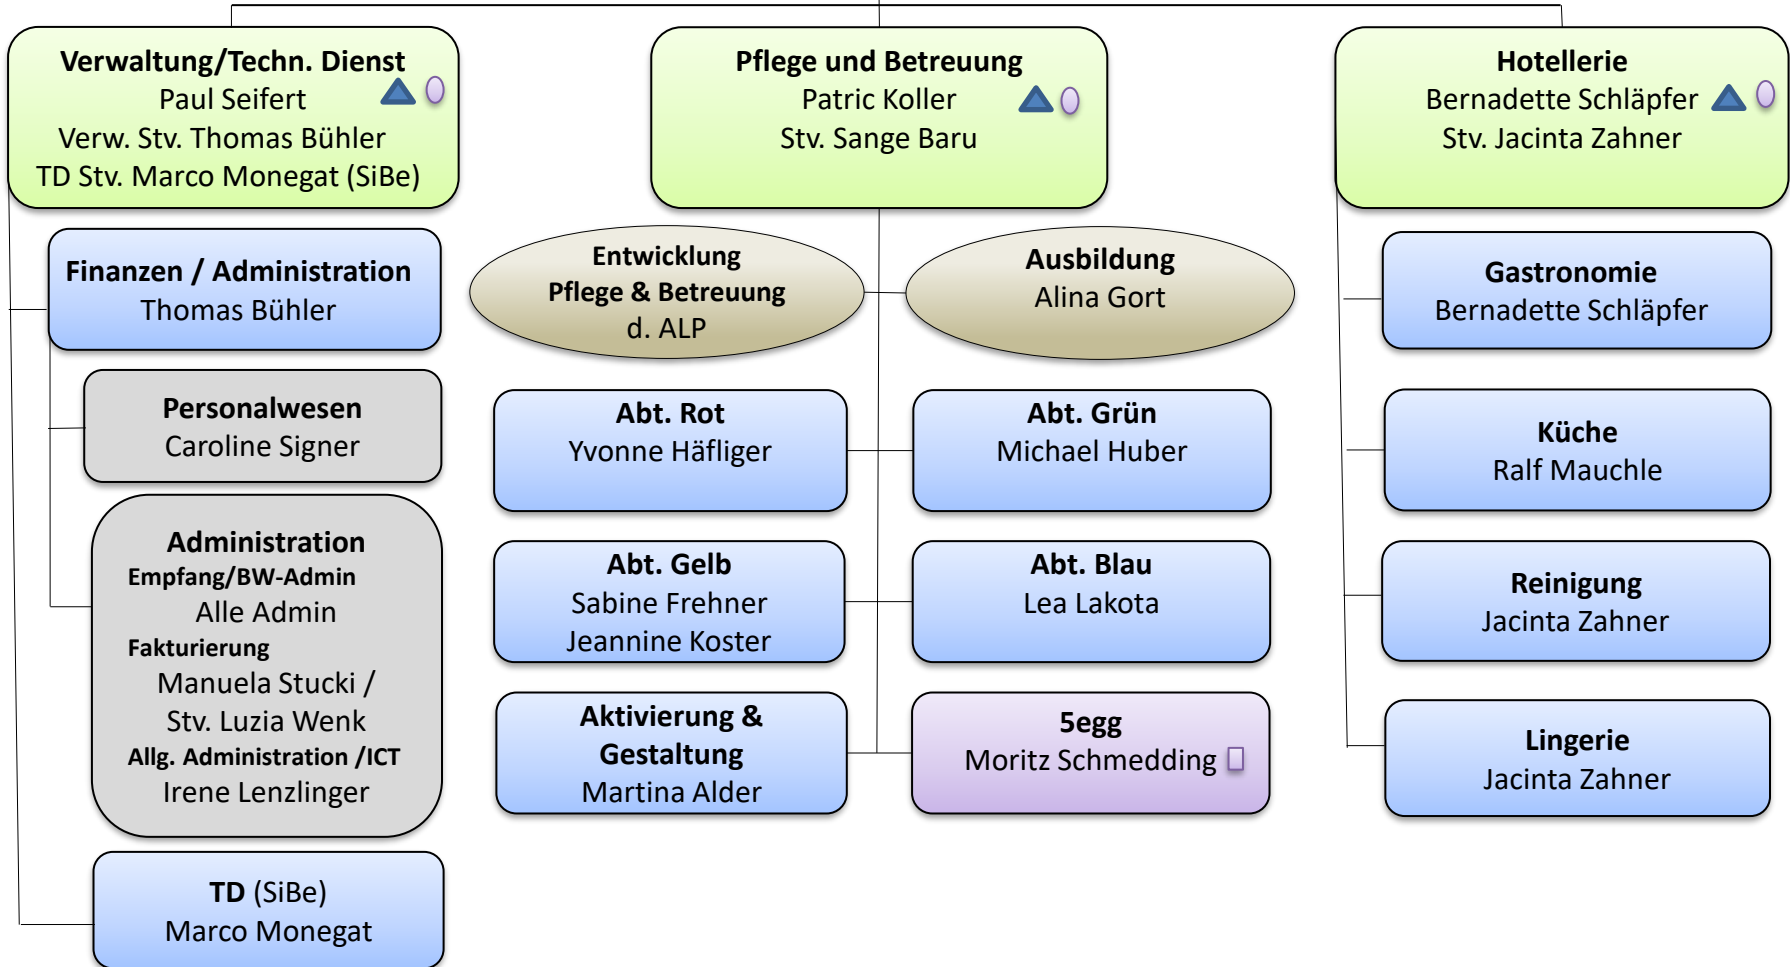 Verwaltung/Techn. Dienst
Paul Seifert
Verw. Stv. Thomas Bühler
TD Stv. Marco Monegat (SiBe)
Finanzen / Administration
Thomas Bühler
Personalwesen
Caroline Signer
Administration
Empfang/BW-Admin
Alle Admin
Fakturierung
Manuela Stucki /
Stv. Luzia Wenk
Allg. Administration /ICT
Irene Lenzlinger
TD (SiBe)
Marco Monegat
Pflege und Betreuung
Patric Koller
Stv. Sange Baru
Entwicklung
Pflege & Betreuung
d. ALP
Ausbildung
Alina Gort
Abt. Rot
Yvonne Häfliger
Abt. Grün
Michael Huber
Abt. Gelb
Sabine Frehner
Jeannine Koster
Abt. Blau
Lea Lakota
Aktivierung &
Gestaltung
Martina Alder
5egg
Moritz Schmedding
Hotellerie
Bernadette Schläpfer
Stv. Jacinta Zahner
Gastronomie
Bernadette Schläpfer
Küche
Ralf Mauchle
Reinigung
Jacinta Zahner
Lingerie
Jacinta Zahner